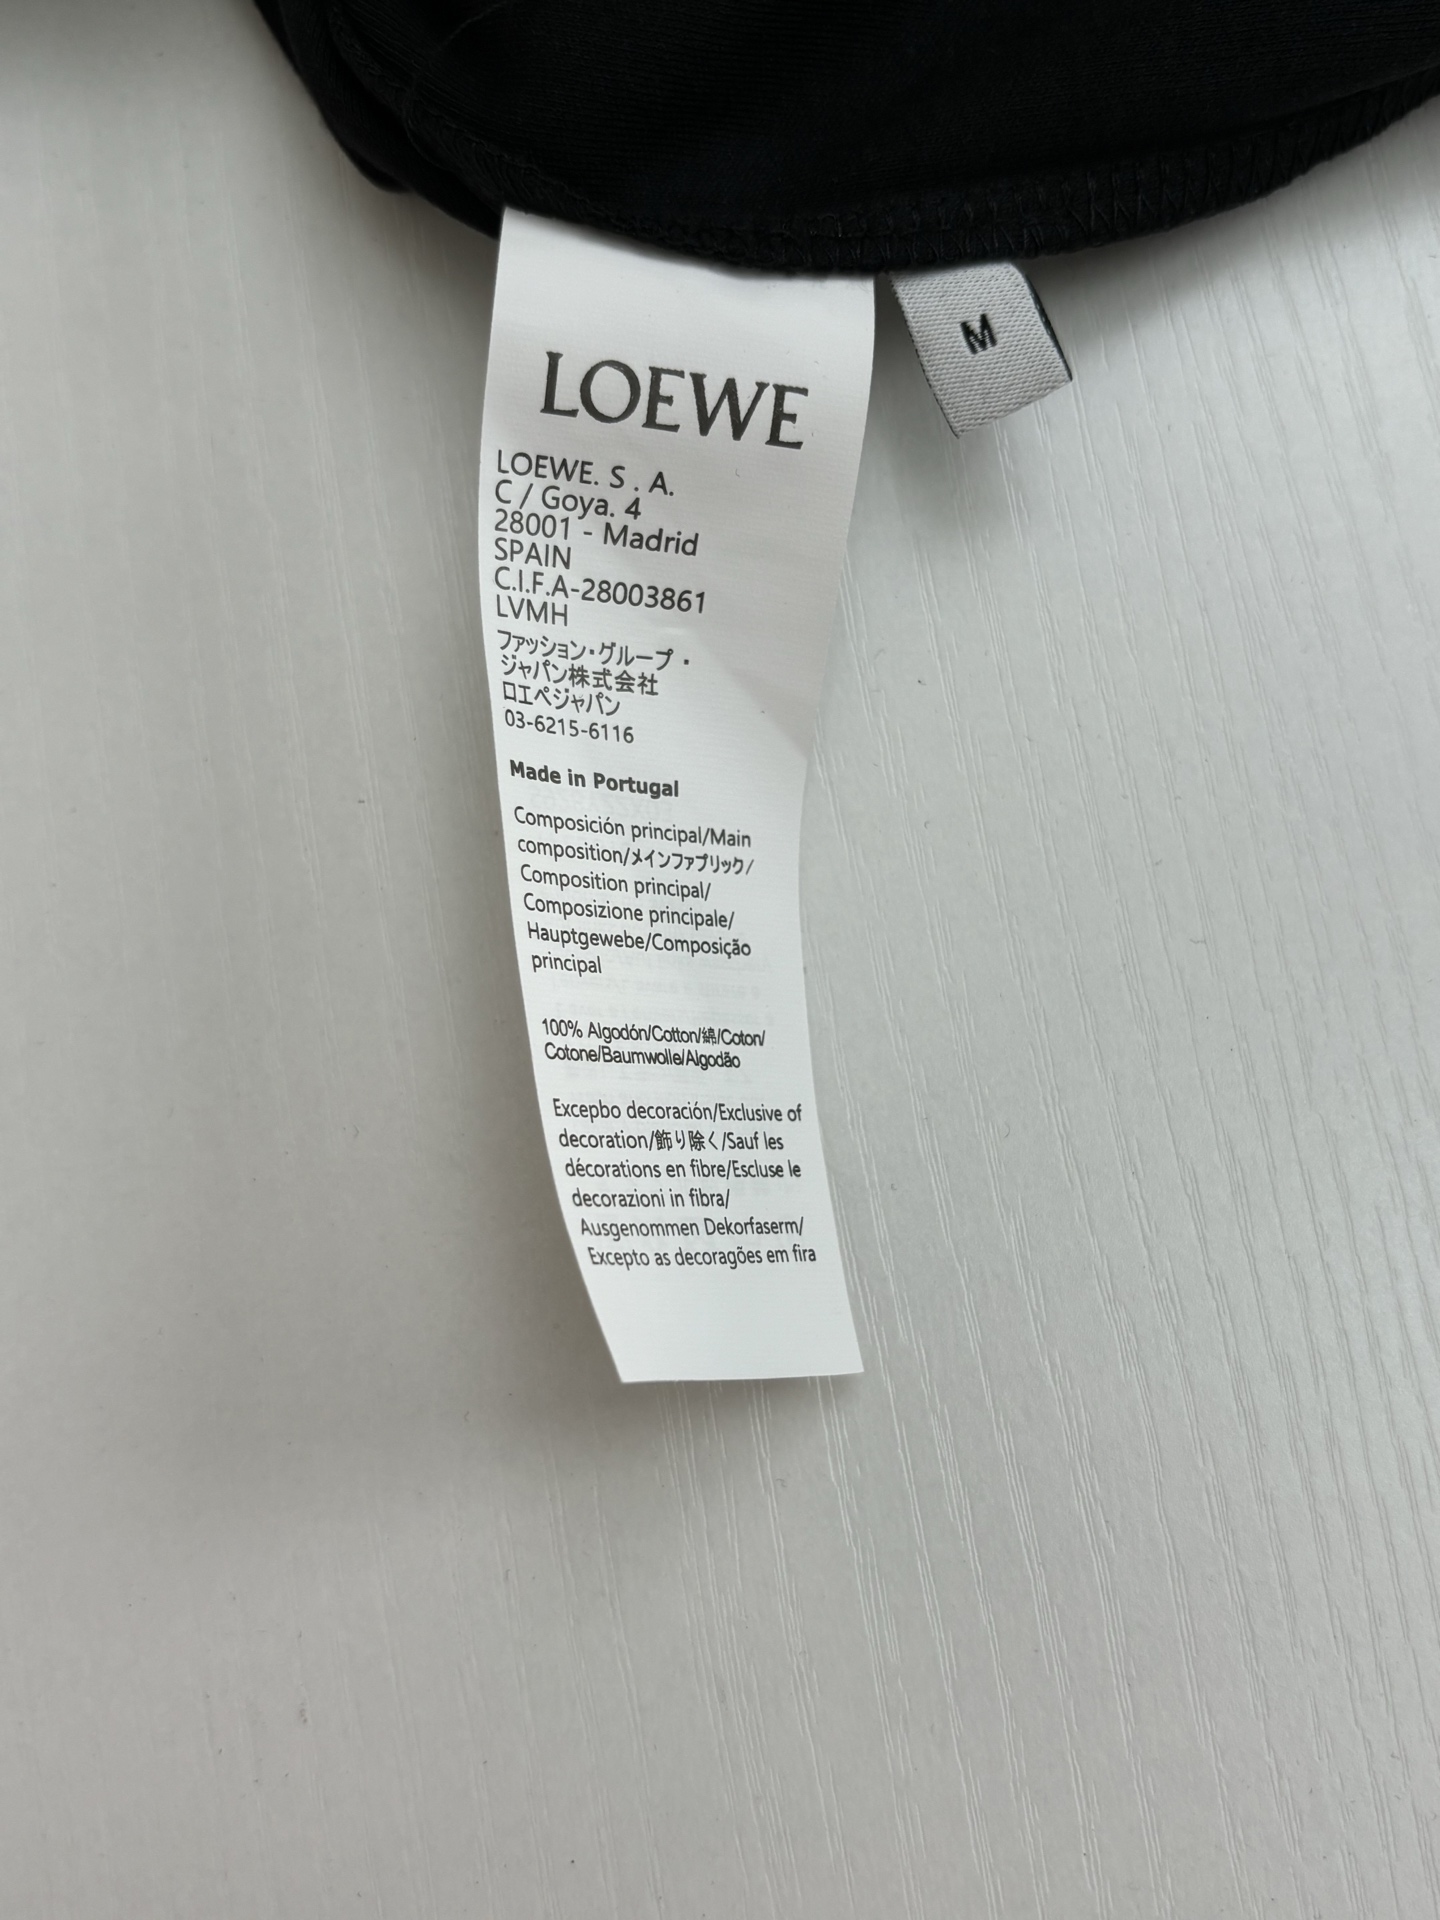 LOEWE
M
LOEWE. S . A.
C / Goya. 4
28001 - Madrid
SPAIN
C.I.F.A-28003861
LVMH
ファッション・グループ・
ジャパン株式会社
ロエペジャパン
03-6215-6116
Made in Portugal
Composición principal/Main
composition/メインファブリック/
Composition principal/
Composizione principale/
Hauptgewebe/Composição
principal
100% Algodón/Cotton/綿/Coton/
Cotone/Baumwolle/Algodão
Excepbo decoración/Exclusive of
decoration/飾り除く/Sauf les
décorations en fibre/Escluse le
decorazioni in fibra/
Ausgenommen Dekorfaserm/
Excepto as decoragões em fira